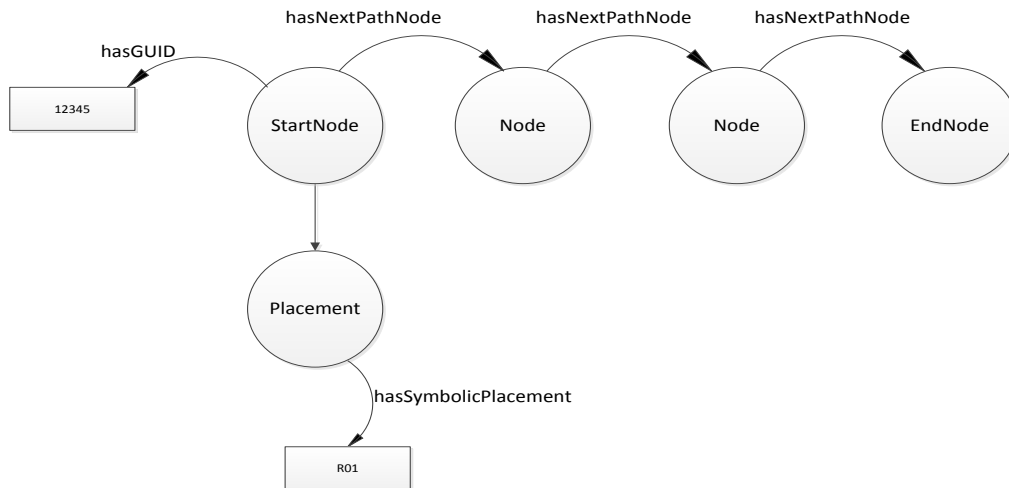 hasNextPathNode
hasNextPathNode
hasNextPathNode
hasGUID
12345
StartNode
Node
Node
EndNode
Placement
hasSymbolicPlacement
R01